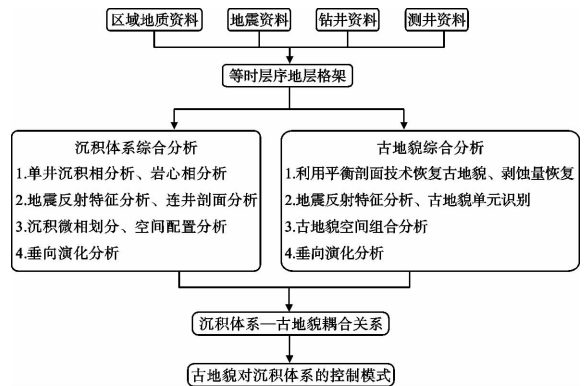 区域地质资料 地震资料 钻井资料 测井资料
等时层序地层格架
沉积体系综合分析
1.单井沉积相分析、岩心相分析
2.地震反射特征分析、连井剖面分析
3.沉积微相划分、空间配置分析
4.垂向演化分析
古地貌综合分析
1.利用平衡剖面技术恢复古地貌、剥蚀量恢复
2.地震反射特征分析、古地貌单元识别
3.古地貌空间组合分析
4.垂向演化分析
沉积体系—古地貌耦合关系
古地貌对沉积体系的控制模式